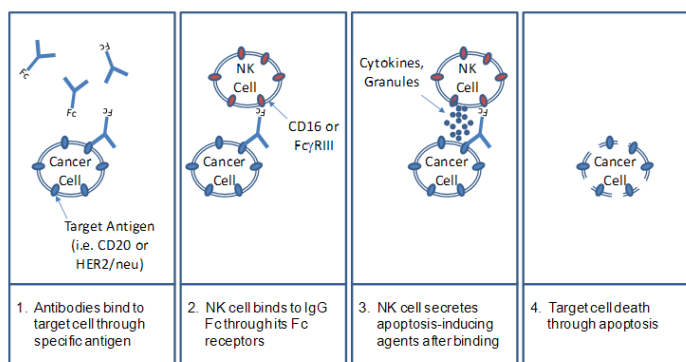 Fc
Fc
Fc
Fc
Cancer
Cell
Target Antigen
(i.e. CD20 or
HER2/neu)
1. Antibodies bind to
target cell through
specific antigen
NK
Cell
Fc
CD16 or
FcγRIII
Cancer
Cell
2. NK cell binds to IgG
Fc through its Fc
receptors
Cytokines,
Granules
NK
Cell
Fc
Cancer
Cell
3. NK cell secretes
apoptosis-inducing
agents after binding
Cancer
Cell
4. Target cell death
through apoptosis